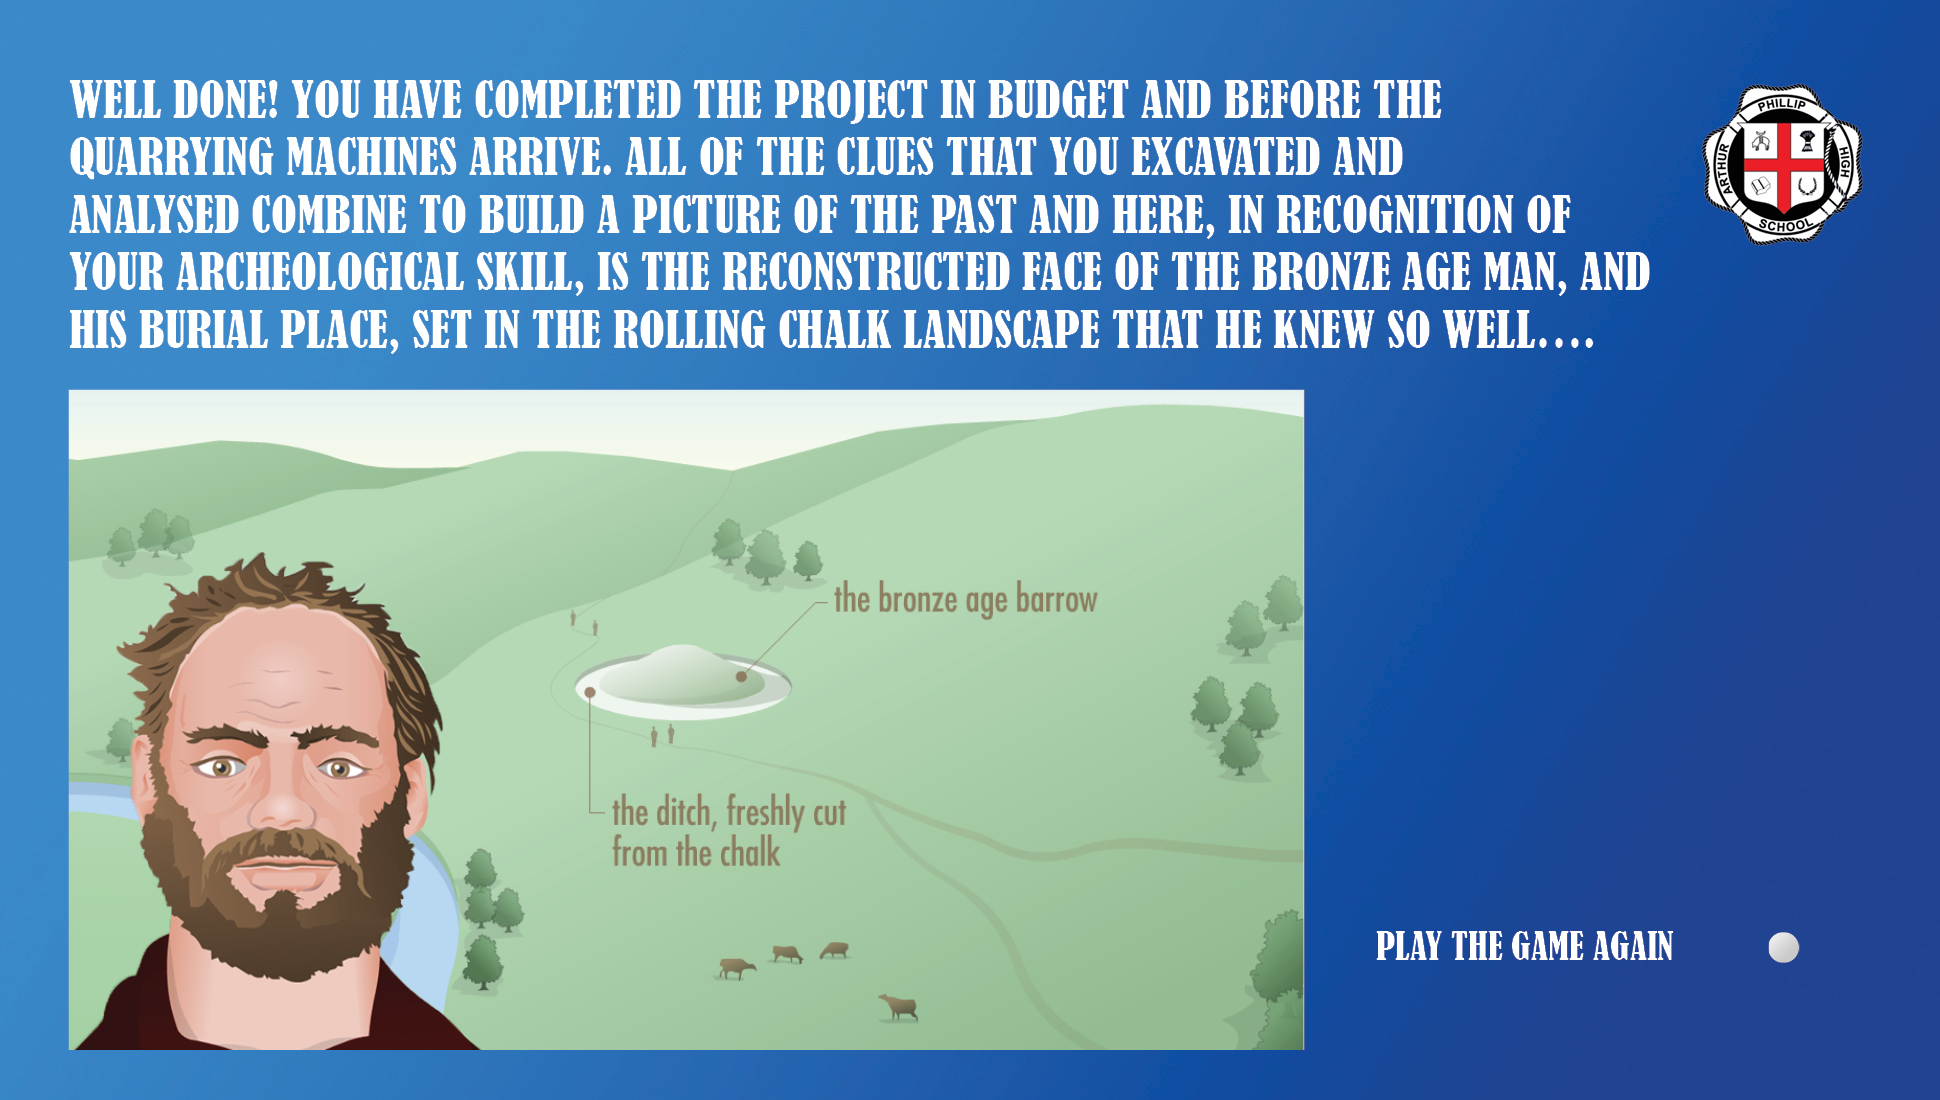 WELL DONE! YOU HAVE COMPLETED THE PROJECT IN BUDGET AND BEFORE THE
QUARRYING MACHINES ARRIVE. ALL OF THE CLUES THAT YOU EXCAVATED AND
ANALYSED COMBINE TO BUILD A PICTURE OF THE PAST AND HERE, IN RECOGNITION OF
YOUR ARCHEOLOGICAL SKILL, IS THE RECONSTRUCTED FACE OF THE BRONZE AGE MAN, AND
HIS BURIAL PLACE, SET IN THE ROLLING CHALK LANDSCAPE THAT HE KNEW SO WELL....
ARTHUR
PHILLIP
HIGH
SCHOOL
the bronze age barrow
the ditch, freshly cut
from the chalk
PLAY THE GAME AGAIN